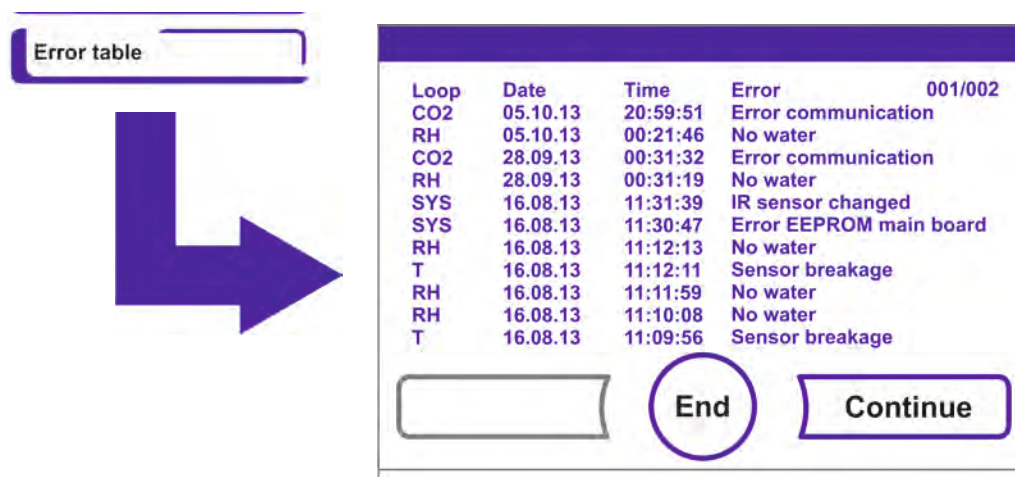 Error table
Loop Date Time Error 001/002
CO2 05.10.13 20:59:51 Error communication
RH 05.10.13 00:21:46 No water
CO2 28.09.13 00:31:32 Error communication
RH 28.09.13 00:31:19 No water
SYS 16.08.13 11:31:39 IR sensor changed
SYS 16.08.13 11:30:47 Error EEPROM main board
RH 16.08.13 11:12:13 No water
T 16.08.13 11:12:11 Sensor breakage
RH 16.08.13 11:11:59 No water
RH 16.08.13 11:10:08 No water
T 16.08.13 11:09:56 Sensor breakage
End Continue